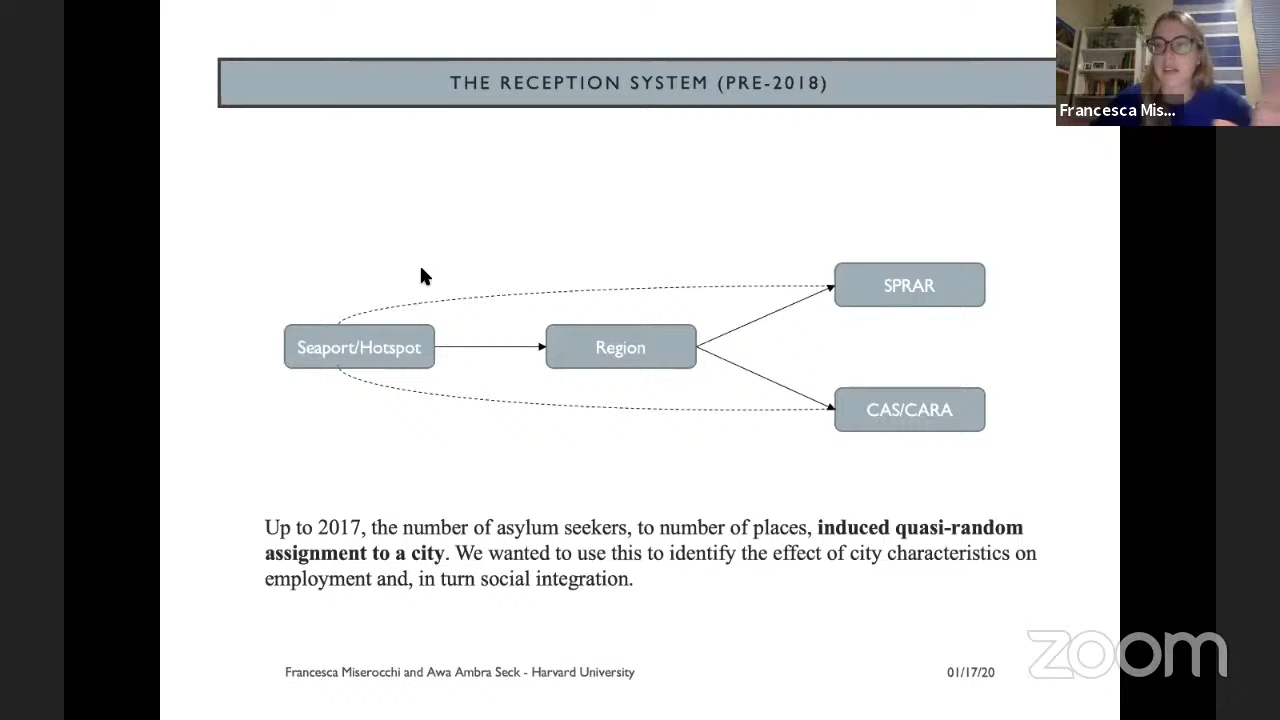 THE RECEPTION SYSTEM (PRE-2018)
Francesca Mis...
SPRAR
Seaport/Hotspot
Region
CAS/CARA
Up to 2017, the number of asylum seekers, to number of places, induced quasi-random
assignment to a city. We wanted to use this to identify the effect of city characteristics on
employment and, in turn social integration.
zoom
Francesca Miserocchi and Awa Ambra Seck - Harvard University
01/17/20